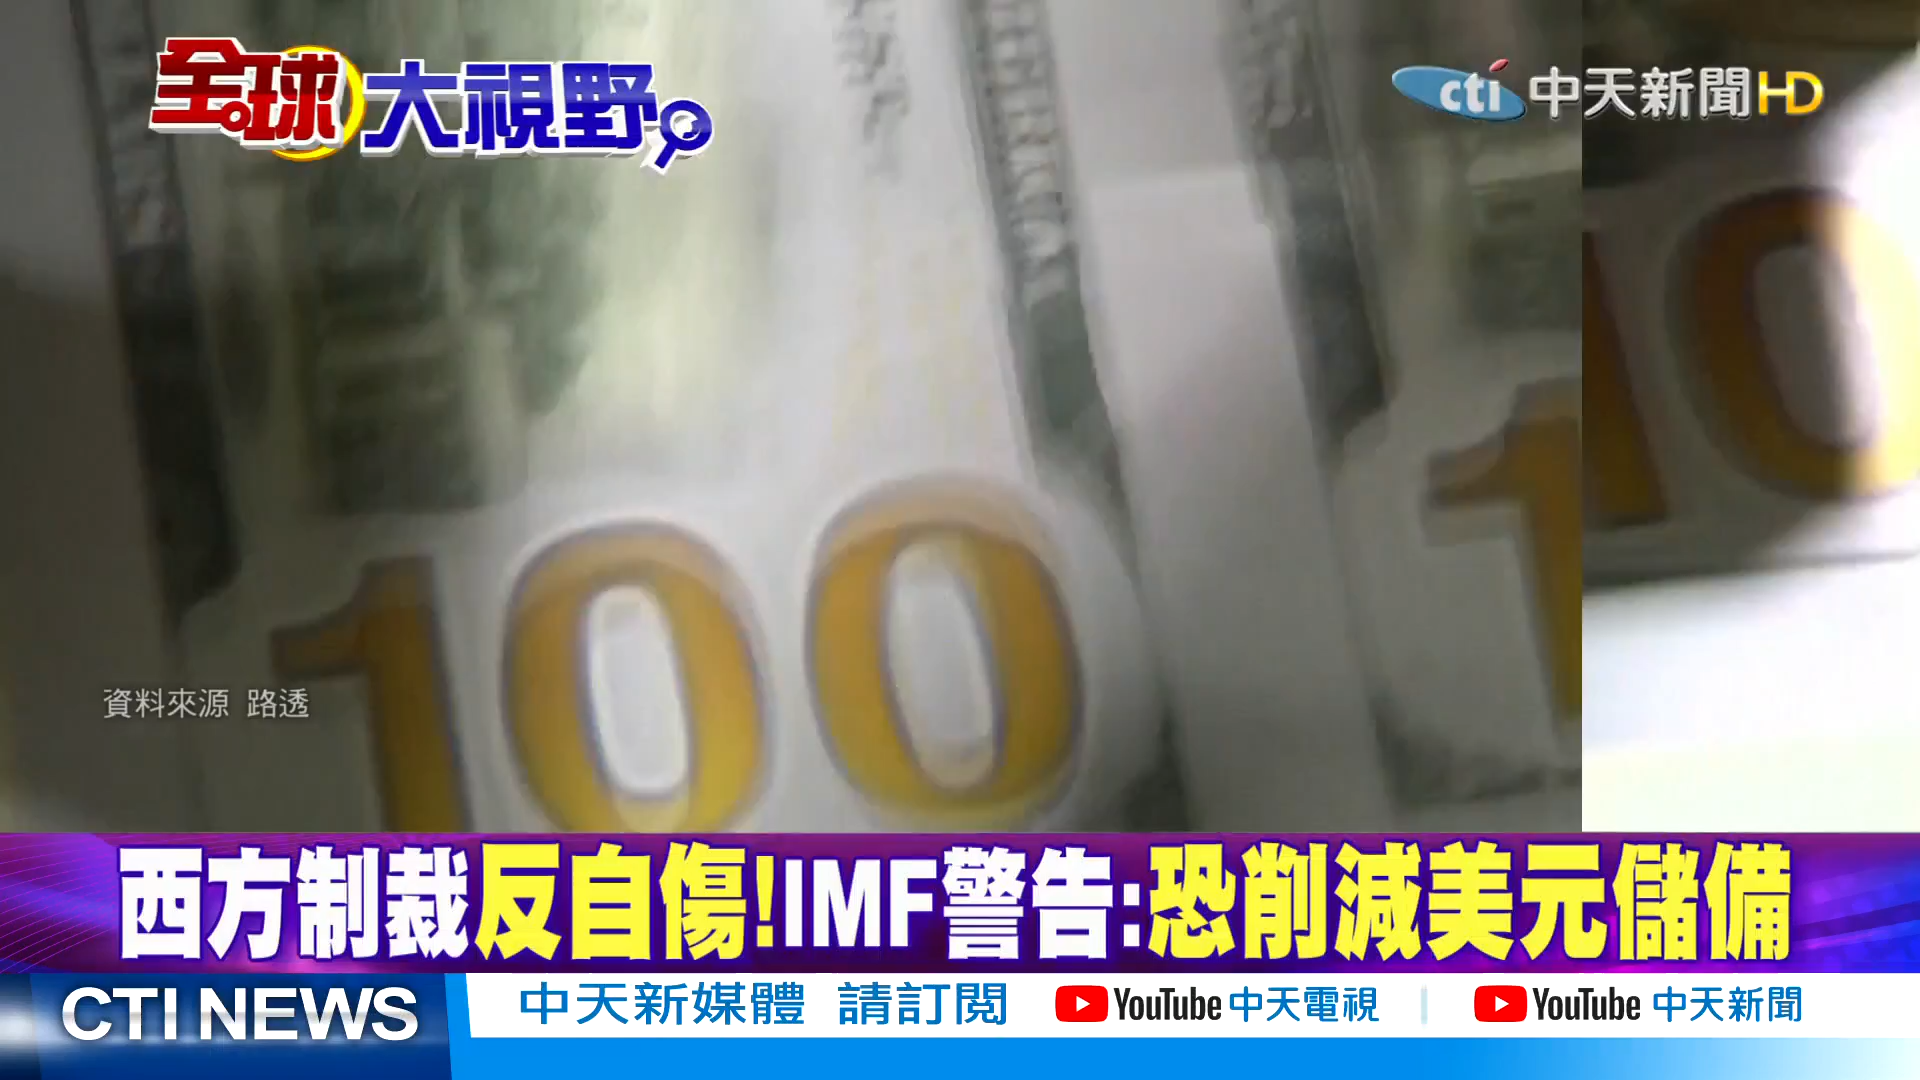 全球大視野
cti 中天新聞HD
100
1
10
資料來源 路透
西方制裁反自傷!IMF警告:恐削減美元儲備
CTI NEWS 中天新媒體 請訂閱 YouTube 中天電視 YouTube 中天新聞